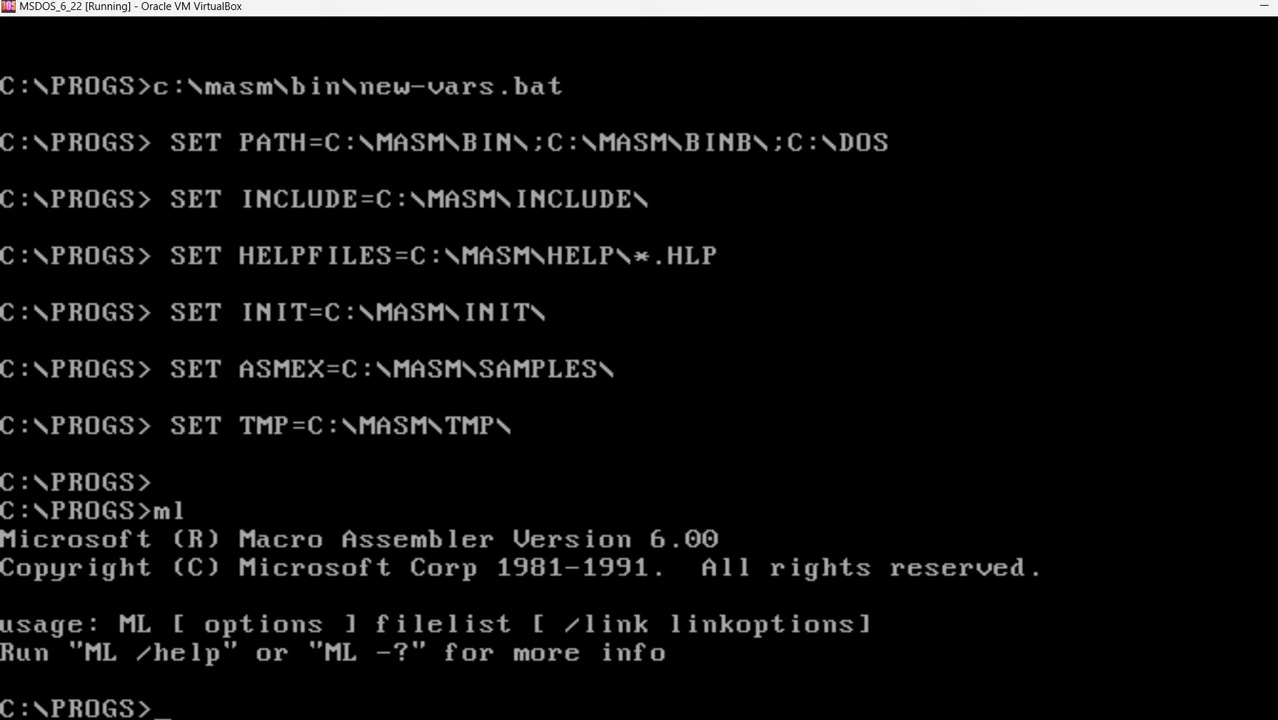 MSDOS_6_22 [Running] - Oracle VM VirtualBox
C:\PROGS>c:\masm\bin\new-vars.bat
C:\PROGS> SET PATH=C:\MASM\BIN\;C:\MASM\BINB\;C:\DOS
C:\PROGS> SET INCLUDE=C:\MASM\INCLUDE\
C:\PROGS> SET HELPFILES=C:\MASM\HELP\*.HLP
C:\PROGS> SET INIT=C:\MASM\INIT\
C:\PROGS> SET ASMEX=C:\MASM\SAMPLES\
C:\PROGS> SET TMP=C:\MASM\TMP\
C:\PROGS>
C:\PROGS>ml
Microsoft (R) Macro Assembler Version 6.00
Copyright (C) Microsoft Corp 1981-1991.  All rights reserved.
usage: ML [ options ] filelist [ /link linkoptions]
Run "ML /help" or "ML -?" for more info
C:\PROGS>_